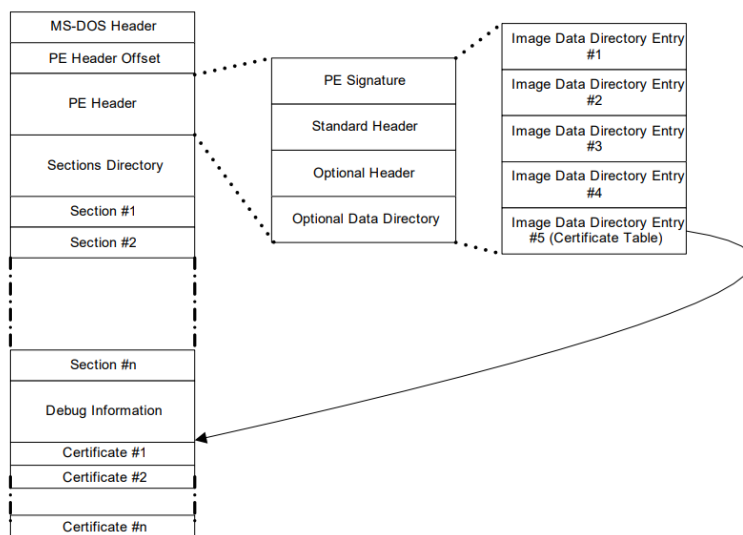 MS-DOS Header
PE Header Offset
PE Header
Sections Directory
Section #1
Section #2
Section #n
Debug Information
Certificate #1
Certificate #2
Certificate #n
PE Signature
Standard Header
Optional Header
Optional Data Directory
Image Data Directory Entry
#1
Image Data Directory Entry
#2
Image Data Directory Entry
#3
Image Data Directory Entry
#4
Image Data Directory Entry
#5 (Certificate Table)